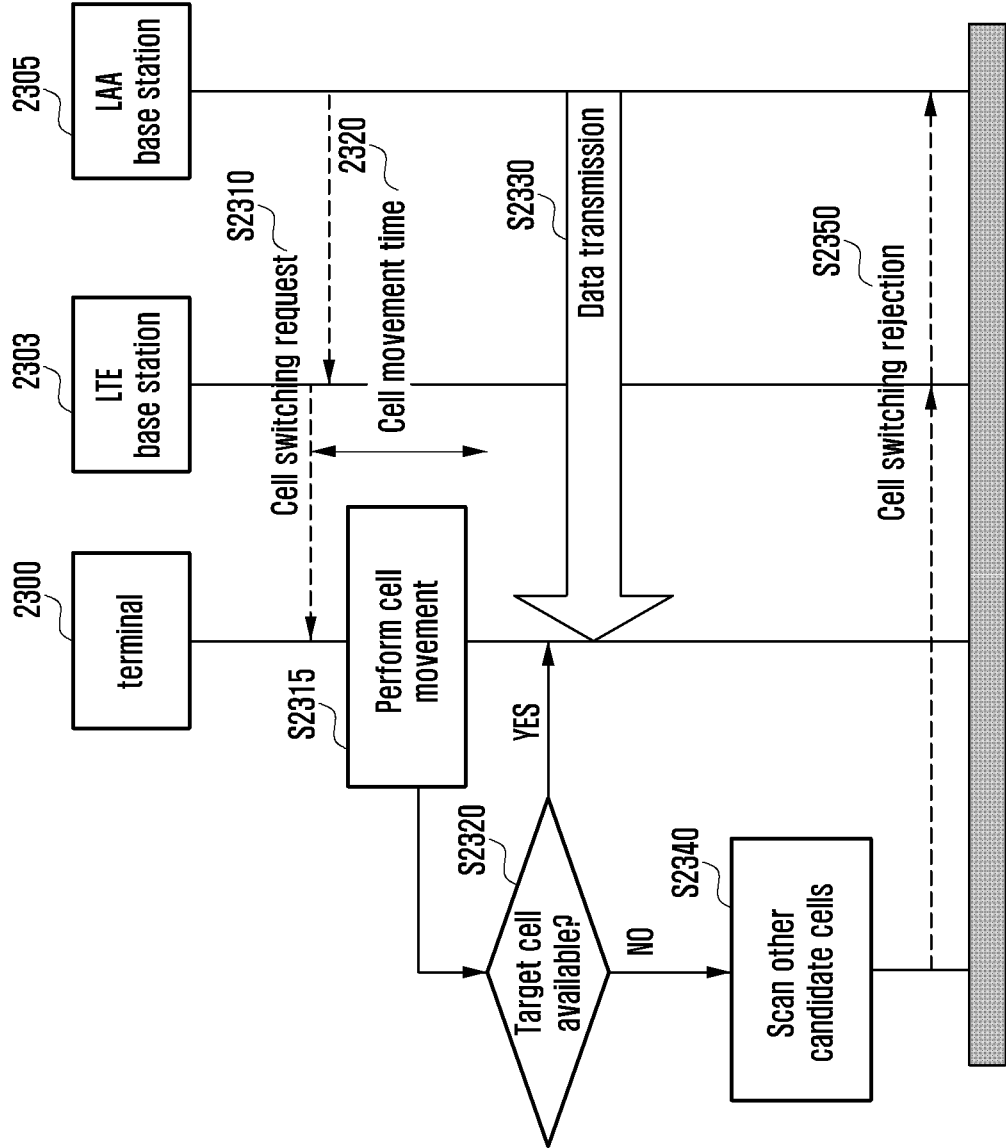 2300
terminal
2303
LTE
base station
2305
LAA
base station
S2310
Cell switching request
S2315
Perform cell
movement
2320
Cell movement time
S2320
Target cell
available?
YES
NO
S2330
Data transmission
S2340
Scan other
candidate cells
S2350
Cell switching rejection